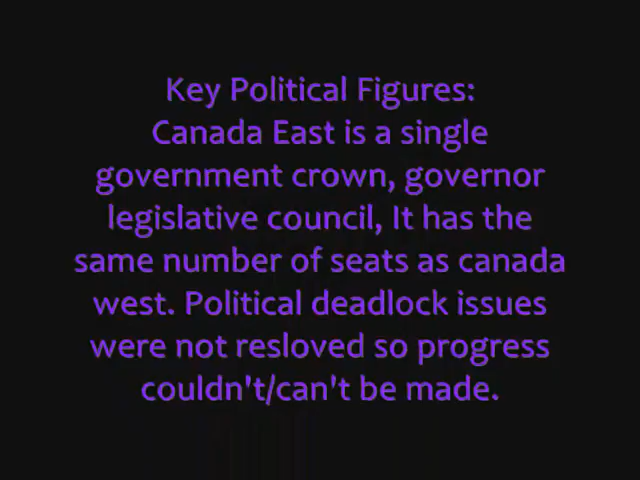 Key Political Figures:
Canada East is a single
government crown, governor
legislative council, It has the
same number of seats as canada
west. Political deadlock issues
were not resloved so progress
couldn't/can't be made.